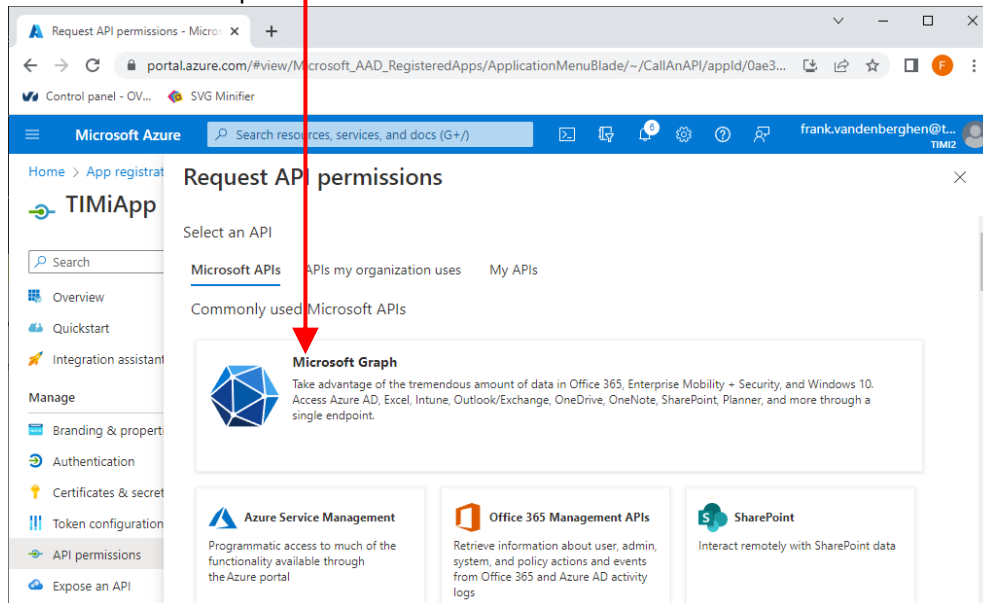 Request API permissions - Micro
portal.azure.com/#view/Microsoft_AAD_RegisteredApps/ApplicationMenuBlade/~/CallAnAPI/appId/0ae3...
F
Control panel - OV...
SVG Minifier
Microsoft Azure
Search resources, services, and docs (G+/)
6
frank.vandenberghen@t...
TIMI2
Home > App registrat
TIMiApp
Search
Overview
Quickstart
Integration assistant
Manage
Branding & properti
Authentication
Certificates & secret
Token configuration
API permissions
Expose an API
Request API permissions
Select an API
Microsoft APIs
APIs my organization uses
My APIs
Commonly used Microsoft APIs
Microsoft Graph
Take advantage of the tremendous amount of data in Office 365, Enterprise Mobility + Security, and Windows 10.
Access Azure AD, Excel, Intune, Outlook/Exchange, OneDrive, OneNote, SharePoint, Planner, and more through a
single endpoint.
Azure Service Management
Programmatic access to much of the
functionality available through
the Azure portal
Office 365 Management APIs
Retrieve information about user, admin,
system, and policy actions and events
from Office 365 and Azure AD activity
logs
S
SharePoint
Interact remotely with SharePoint data